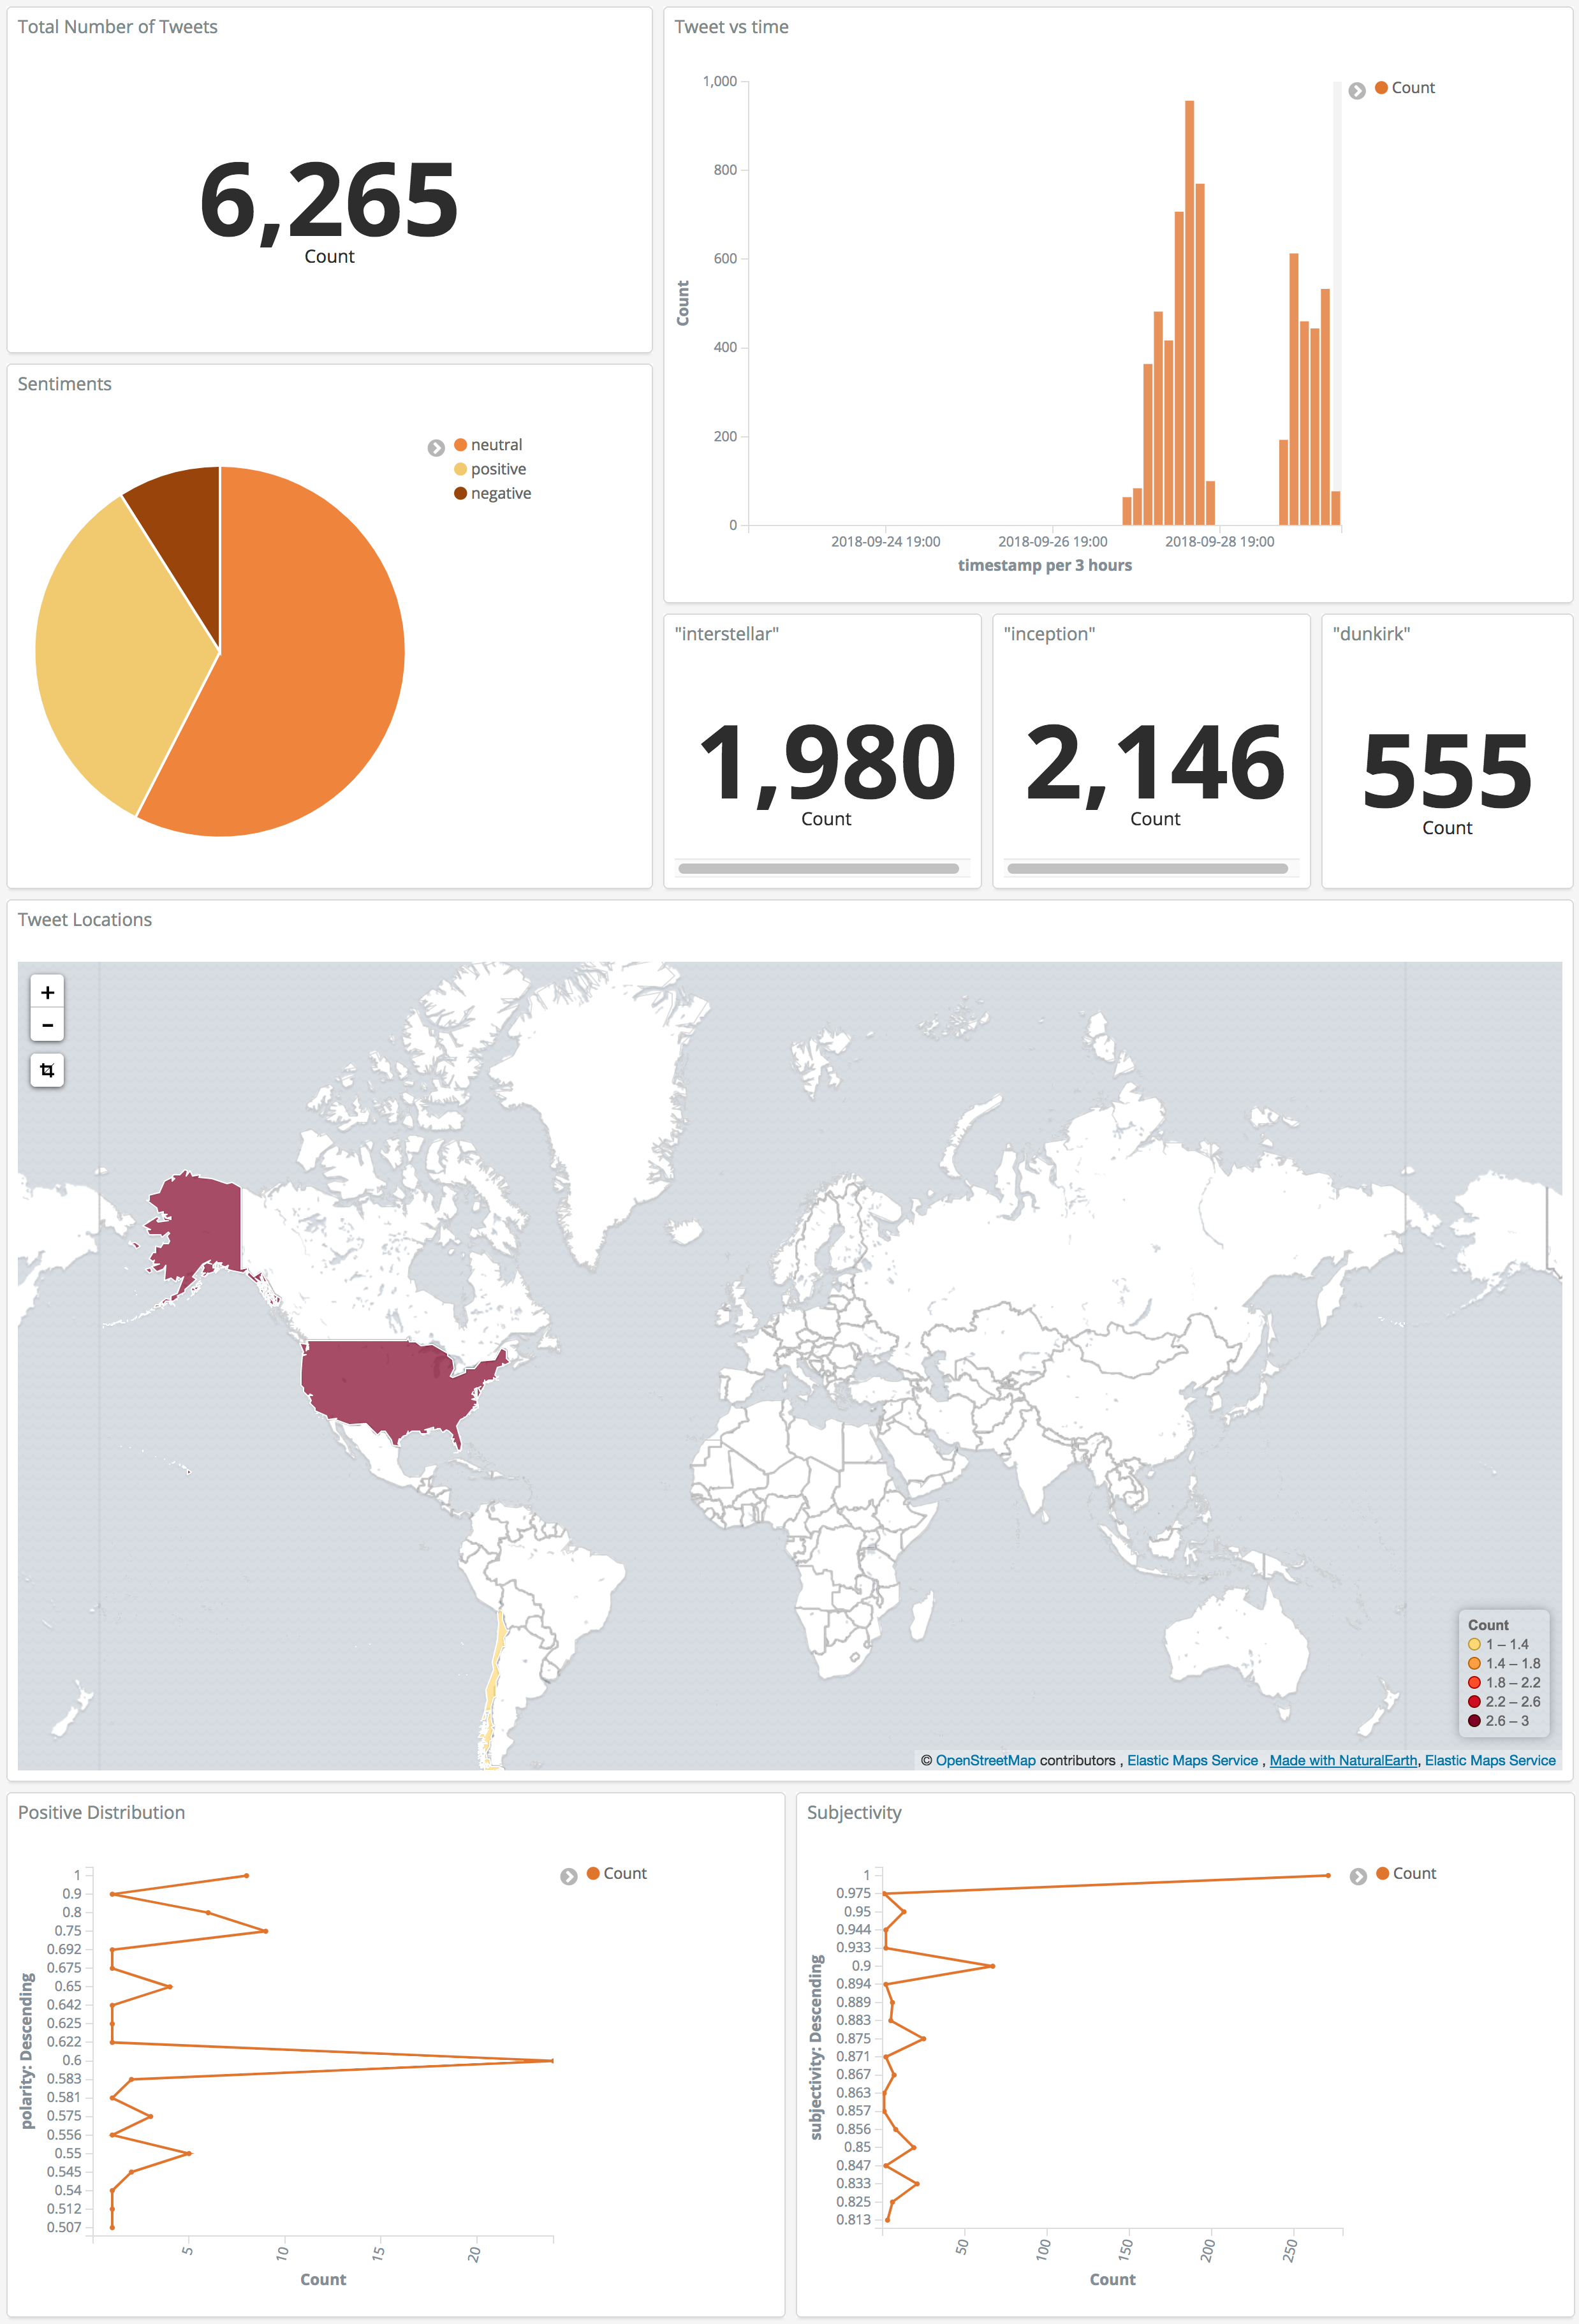 Total Number of Tweets
6,265
Count
Tweet vs time
1,000
800
600
400
200
0
Count
2018-09-24 19:00
2018-09-26 19:00
2018-09-28 19:00
timestamp per 3 hours
Count
Sentiments
neutral
positive
negative
"interstellar"
1,980
Count
"inception"
2,146
Count
"dunkirk"
555
Count
Tweet Locations
+
−
Count
1 – 1.4
1.4 – 1.8
1.8 – 2.2
2.2 – 2.6
2.6 – 3
© OpenStreetMap contributors , Elastic Maps Service , Made with NaturalEarth, Elastic Maps Service
Positive Distribution
polarity: Descending
1
0.9
0.8
0.75
0.692
0.675
0.65
0.642
0.625
0.622
0.6
0.583
0.581
0.575
0.556
0.55
0.545
0.54
0.512
0.507
5
10
15
20
Count
Count
Subjectivity
subjectivity: Descending
1
0.975
0.95
0.944
0.933
0.9
0.894
0.889
0.883
0.875
0.871
0.867
0.863
0.857
0.856
0.85
0.847
0.833
0.825
0.813
50
100
150
200
250
Count
Count